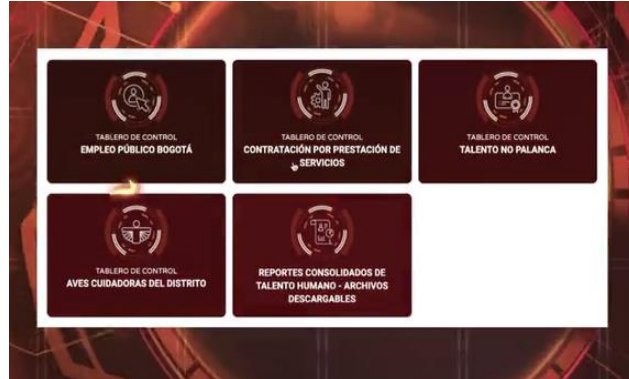 TABLERO DE CONTROL
EMPLEO PÚBLICO BOGOTÁ
TABLERO DE CONTROL
CONTRATACIÓN POR PRESTACIÓN DE
SERVICIOS
TABLERO DE CONTROL
TALENTO NO PALANCA
TABLERO DE CONTROL
AVES CUIDADORAS DEL DISTRITO
REPORTES CONSOLIDADOS DE
TALENTO HUMANO - ARCHIVOS
DESCARGABLES